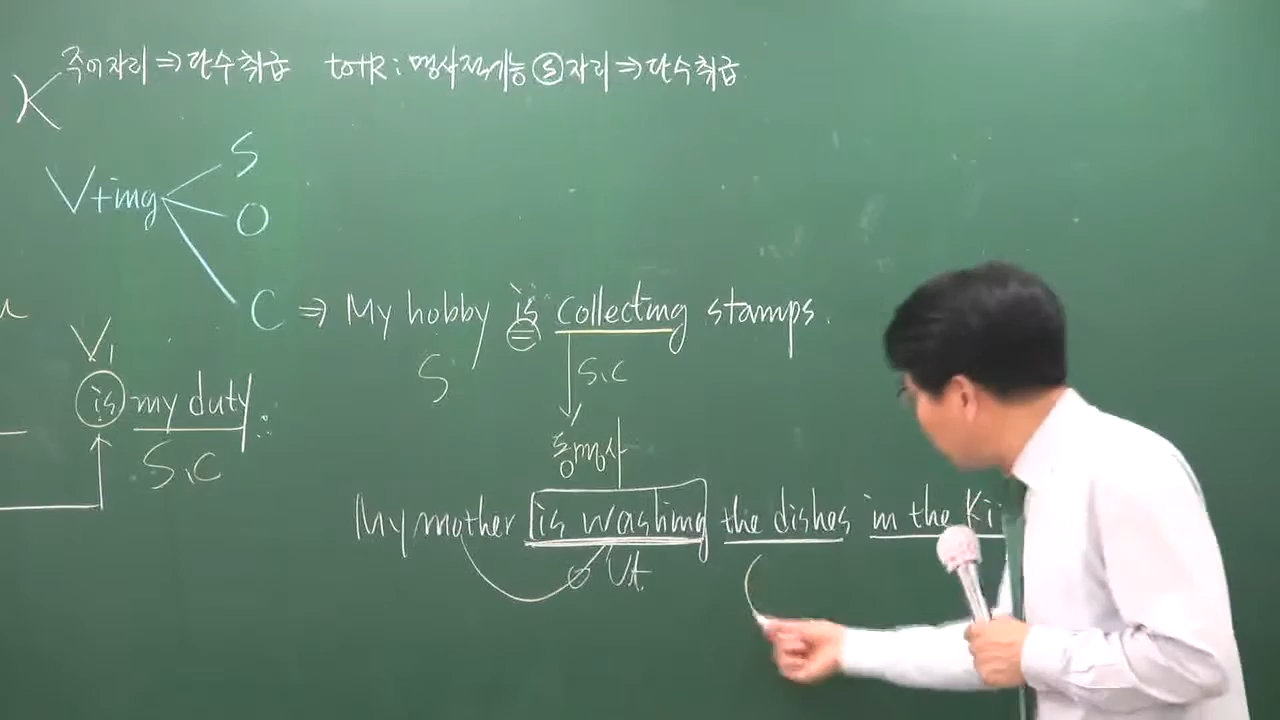 주어자리 ⇒ 단수취급 to+R : 명사적기능 Ⓢ자리 ⇒ 단수취급
K
V+ing
S
O
C ⇒ My hobby is collecting stamps.
=
S
S.C
V₁
is my duty
S.C
동명사
My mother is washing the dishes in the Ki
Vt